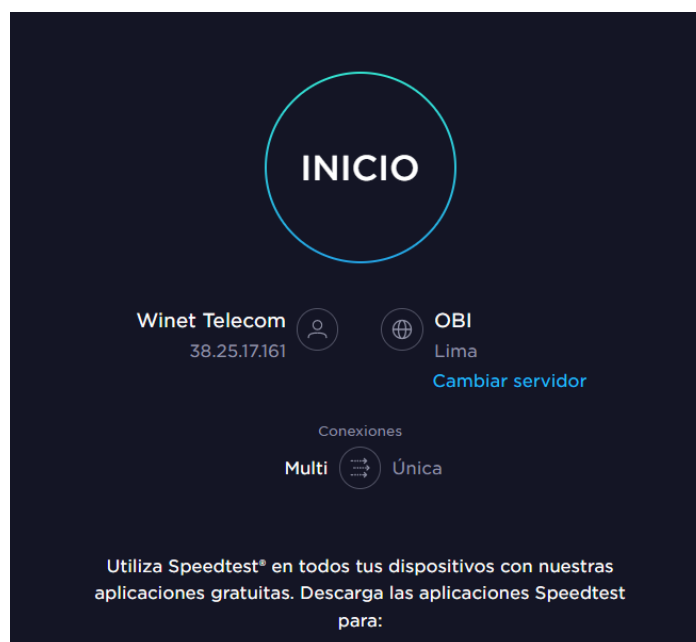 INICIO
Winet Telecom
38.25.17.161
OBI
Lima
Cambiar servidor
Conexiones
Multi
Única
Utiliza Speedtest® en todos tus dispositivos con nuestras
aplicaciones gratuitas. Descarga las aplicaciones Speedtest
para: